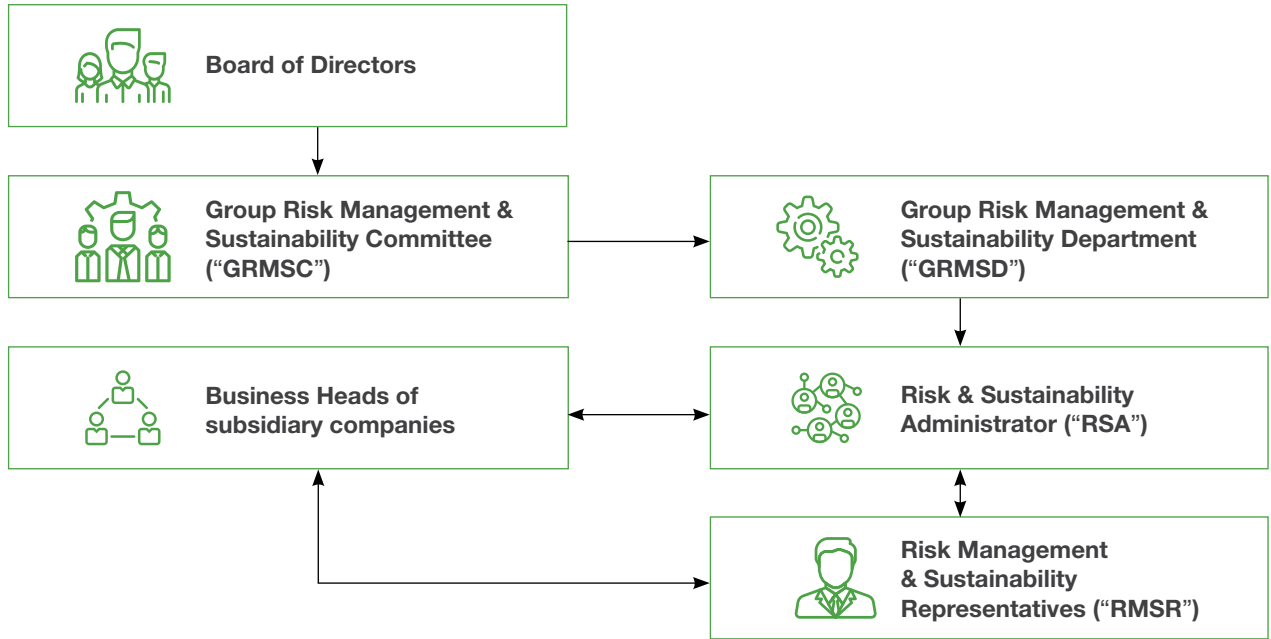 Board of Directors
Group Risk Management &
Sustainability Committee
(“GRMSC”)
Group Risk Management &
Sustainability Department
(“GRMSD”)
Business Heads of
subsidiary companies
Risk & Sustainability
Administrator (“RSA”)
Risk Management
& Sustainability
Representatives (“RMSR”)